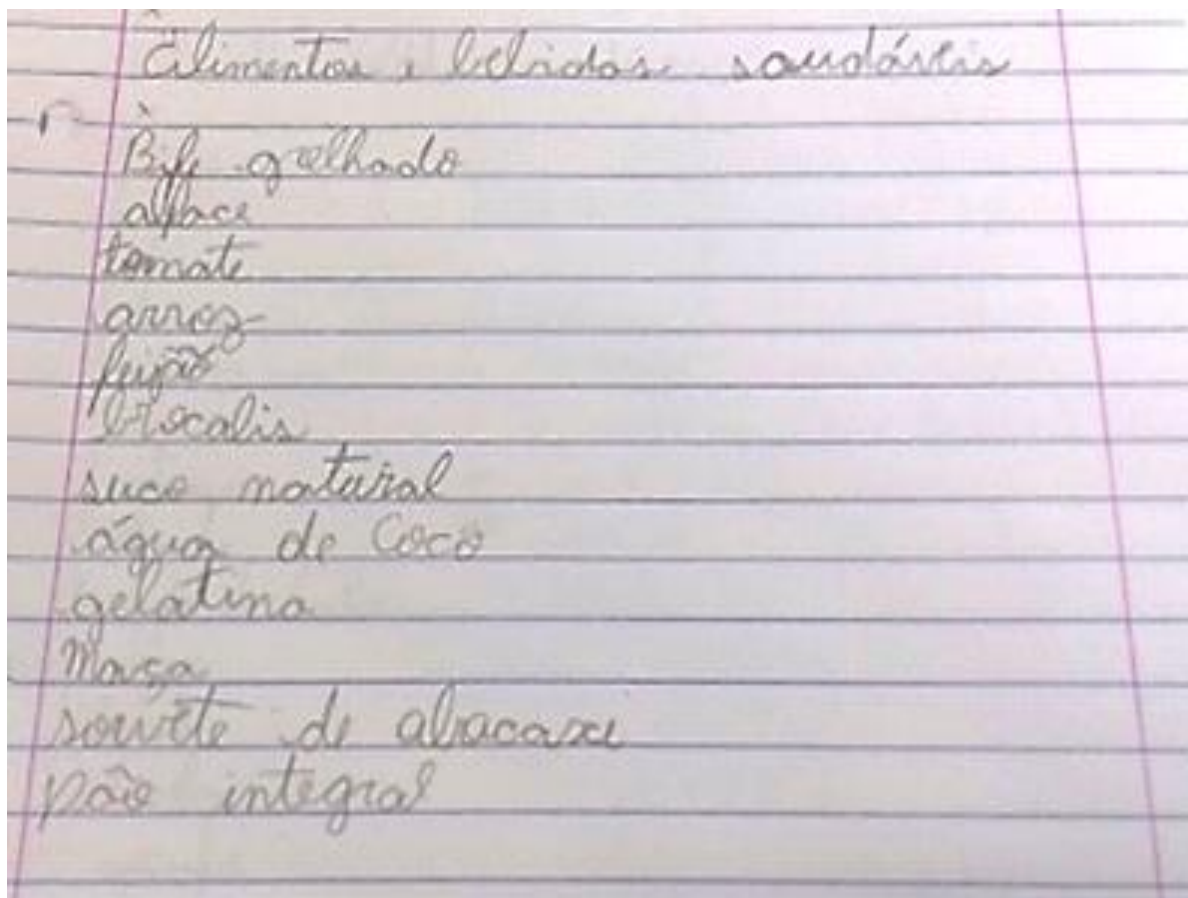 Alimentos e bebidas saudáveis
Bife grelhado
alface
tomate
arroz
feijão
brocalis
suco natural
água de Coco
gelatina
Maçã
sorvete de abacaxi
pão integral